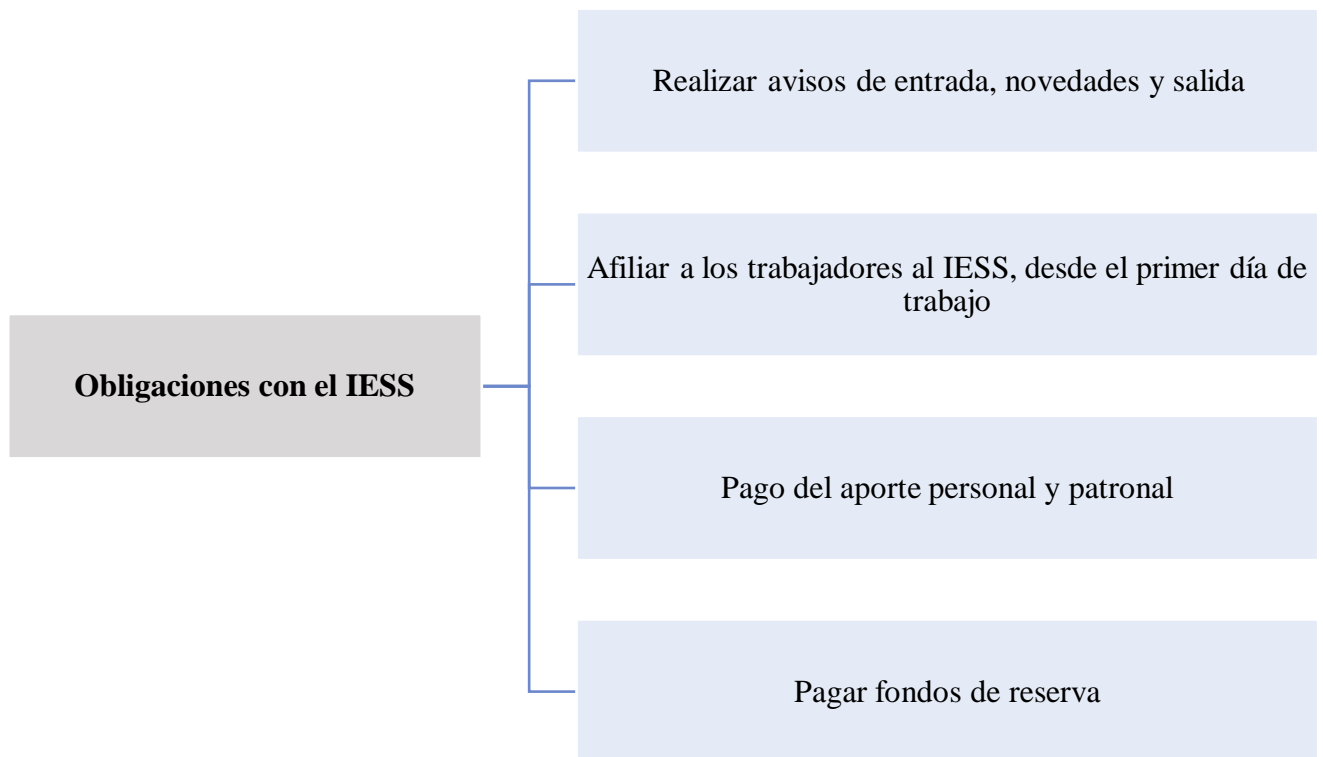 Realizar avisos de entrada, novedades y salida
Afiliar a los trabajadores al IESS, desde el primer día de
trabajo
Obligaciones con el IESS
Pago del aporte personal y patronal
Pagar fondos de reserva